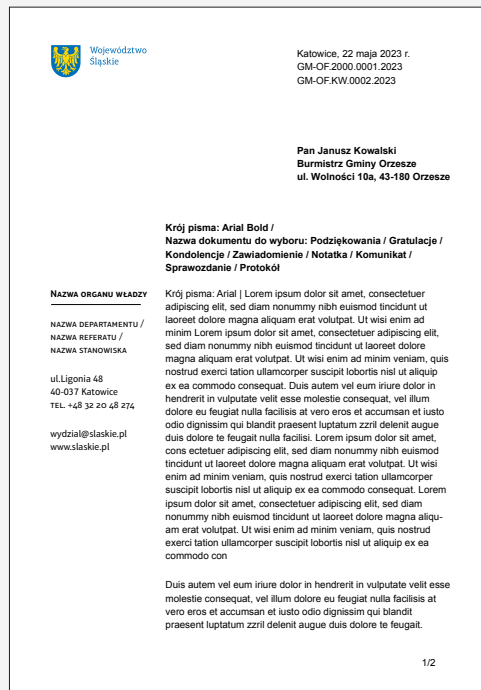 Województwo
Śląskie
Katowice, 22 maja 2023 r.
GM-OF.2000.0001.2023
GM-OF.KW.0002.2023
Pan Janusz Kowalski
Burmistrz Gminy Orzesze
ul. Wolności 10a, 43-180 Orzesze
Krój pisma: Arial Bold /
Nazwa dokumentu do wyboru: Podziękowania / Gratulacje /
Kondolencje / Zawiadomienie / Notatka / Komunikat /
Sprawozdanie / Protokół
Nazwa organu władzy
nazwa departamentu /
nazwa referatu /
nazwa stanowiska
ul.Ligonia 48
40-037 Katowice
tel. +48 32 20 48 274
wydzial@slaskie.pl
www.slaskie.pl
Krój pisma: Arial | Lorem ipsum dolor sit amet, consectetuer
adipiscing elit, sed diam nonummy nibh euismod tincidunt ut
laoreet dolore magna aliquam erat volutpat. Ut wisi enim ad
minim Lorem ipsum dolor sit amet, consectetuer adipiscing elit,
sed diam nonummy nibh euismod tincidunt ut laoreet dolore
magna aliquam erat volutpat. Ut wisi enim ad minim veniam, quis
nostrud exerci tation ullamcorper suscipit lobortis nisl ut aliquip
ex ea commodo consequat. Duis autem vel eum iriure dolor in
hendrerit in vulputate velit esse molestie consequat, vel illum
dolore eu feugiat nulla facilisis at vero eros et accumsan et iusto
odio dignissim qui blandit praesent luptatum zzril delenit augue
duis dolore te feugait nulla facilisi. Lorem ipsum dolor sit amet,
cons ectetuer adipiscing elit, sed diam nonummy nibh euismod
tincidunt ut laoreet dolore magna aliquam erat volutpat. Ut wisi
enim ad minim veniam, quis nostrud exerci tation ullamcorper
suscipit lobortis nisl ut aliquip ex ea commodo consequat. Lorem
ipsum dolor sit amet, consectetuer adipiscing elit, sed diam
nonummy nibh euismod tincidunt ut laoreet dolore magna aliqu-
am erat volutpat. Ut wisi enim ad minim veniam, quis nostrud
exerci tation ullamcorper suscipit lobortis nisl ut aliquip ex ea
commodo con
Duis autem vel eum iriure dolor in hendrerit in vulputate velit esse
molestie consequat, vel illum dolore eu feugiat nulla facilisis at
vero eros et accumsan et iusto odio dignissim qui blandit
praesent luptatum zzril delenit augue duis dolore te feugait.
1/2